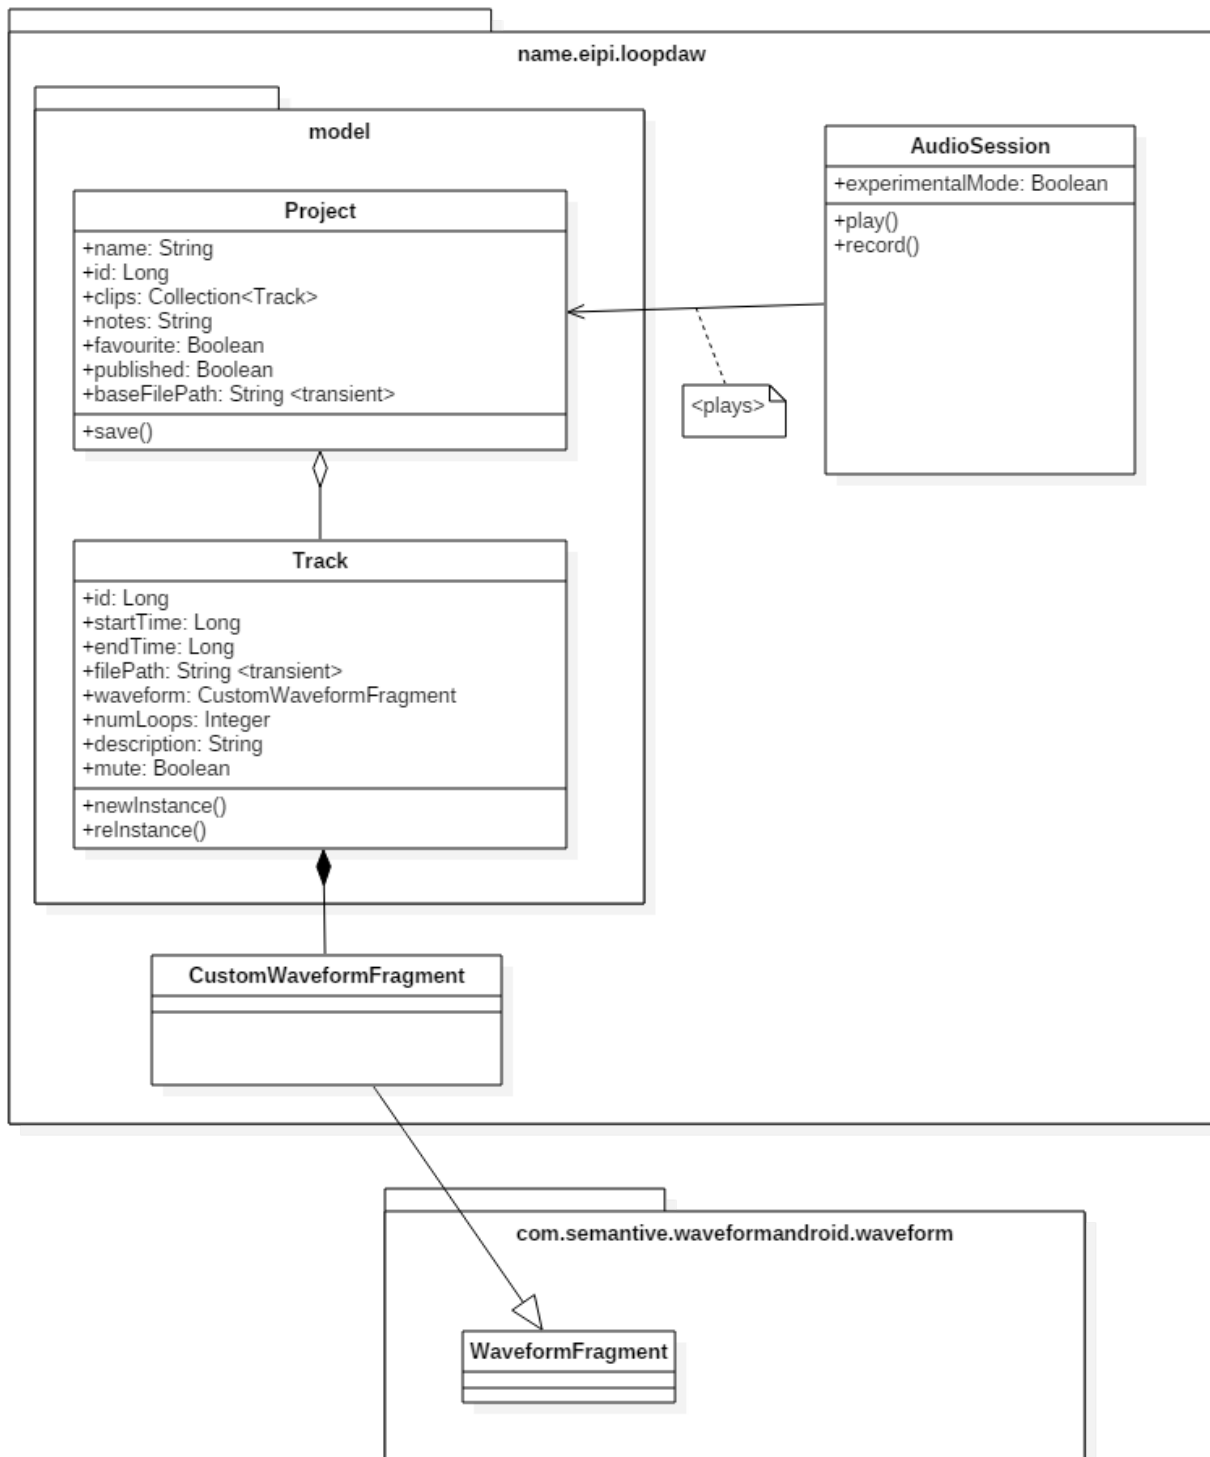 name.eipi.loopdaw
model
Project
+name: String
+id: Long
+clips: Collection<Track>
+notes: String
+favourite: Boolean
+published: Boolean
+baseFilePath: String <transient>
+save()
AudioSession
+experimentalMode: Boolean
+play()
+record()
<plays>
Track
+id: Long
+startTime: Long
+endTime: Long
+filePath: String <transient>
+waveform: CustomWaveformFragment
+numLoops: Integer
+description: String
+mute: Boolean
+newInstance()
+reInstance()
CustomWaveformFragment
com.semantive.waveformandroid.waveform
WaveformFragment